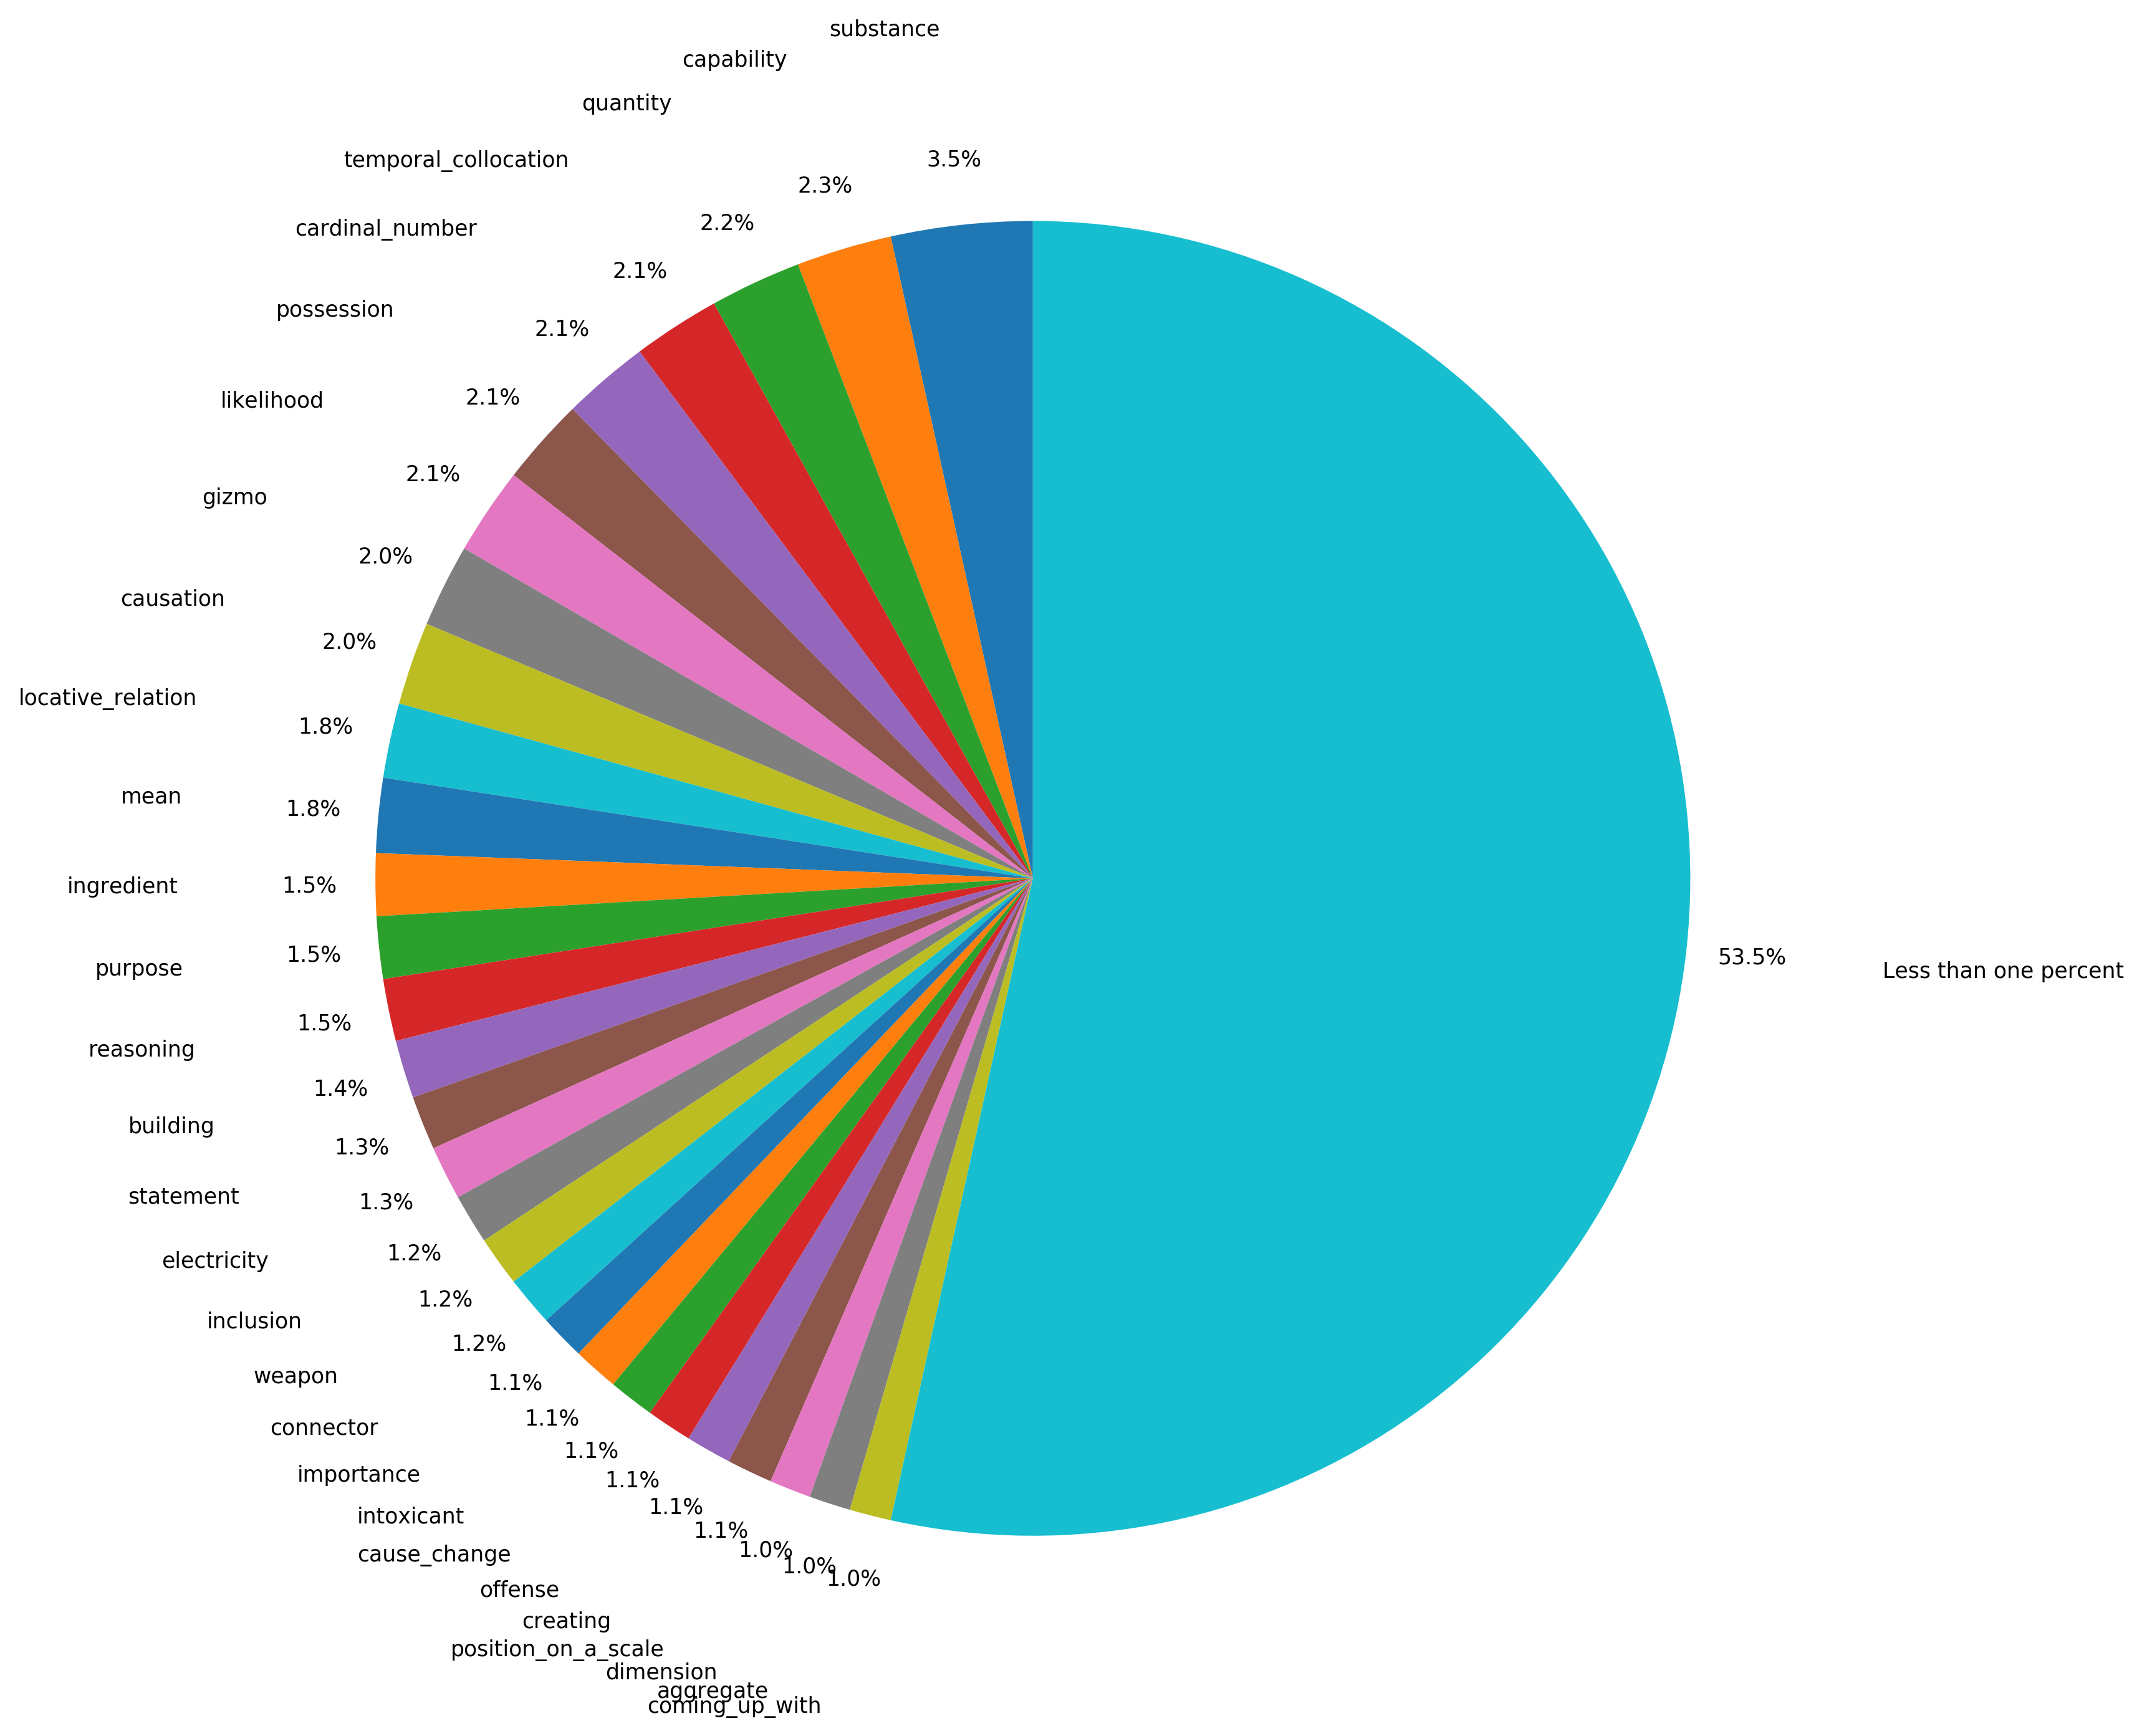 substance
capability
quantity
temporal_collocation
3.5%
2.3%
2.2%
cardinal_number
2.1%
possession
2.1%
likelihood
2.1%
2.1%
gizmo
2.0%
causation
2.0%
locative_relation
1.8%
mean
1.8%
ingredient
1.5%
purpose
1.5%
53.5%
Less than one percent
reasoning
1.5%
building
1.4%
statement
1.3%
electricity
1.3%
inclusion
1.2%
weapon
1.2%
connector
1.2%
importance
1.1%
intoxicant
1.1%
cause_change
1.1%
offense
1.1%
creating
1.1%
position_on_a_scale
1.1%
dimension
1.0%
aggregate
1.0%
coming_up_with
1.0%